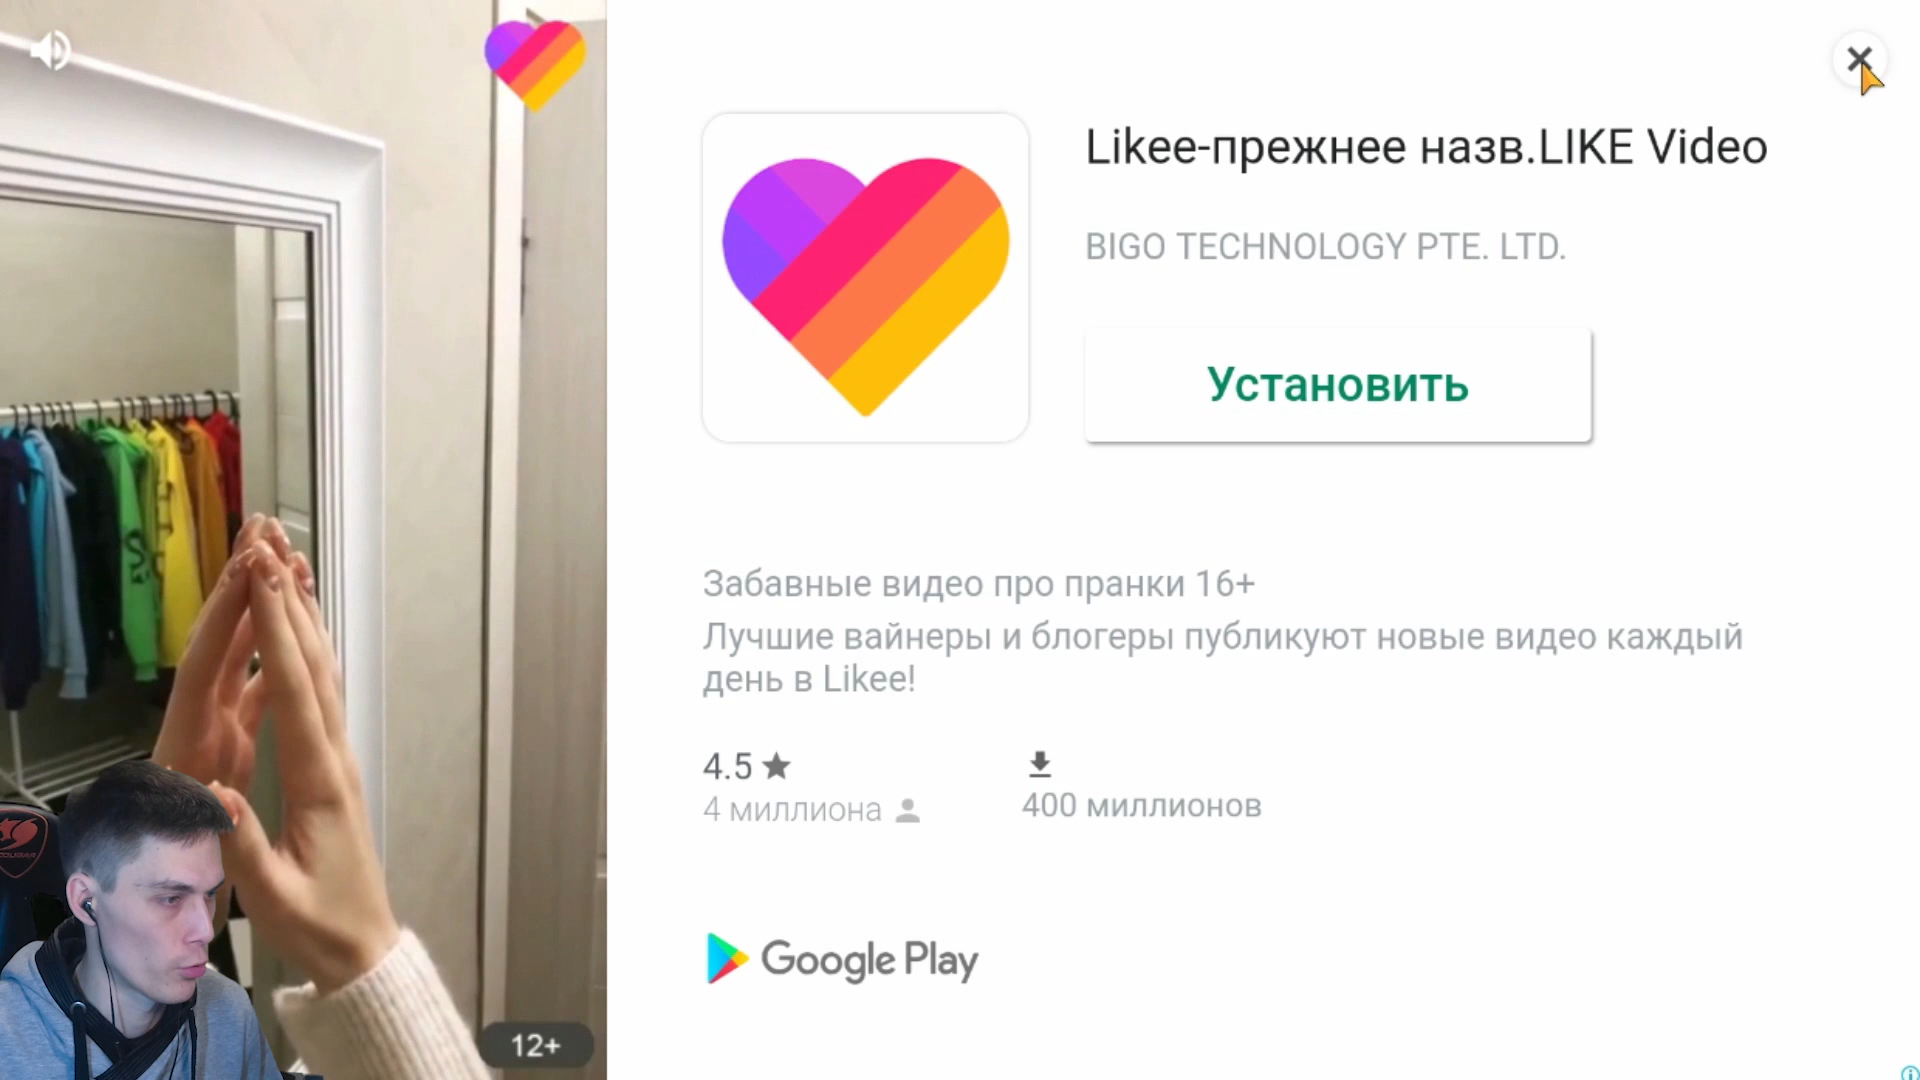 Likee-прежнее назв.LIKE Video
BIGO TECHNOLOGY PTE. LTD.
Установить
Забавные видео про пранки 16+
Лучшие вайнеры и блогеры публикуют новые видео каждый
день в Likee!
4.5
4 миллиона
400 миллионов
Google Play
12+
COUGAR